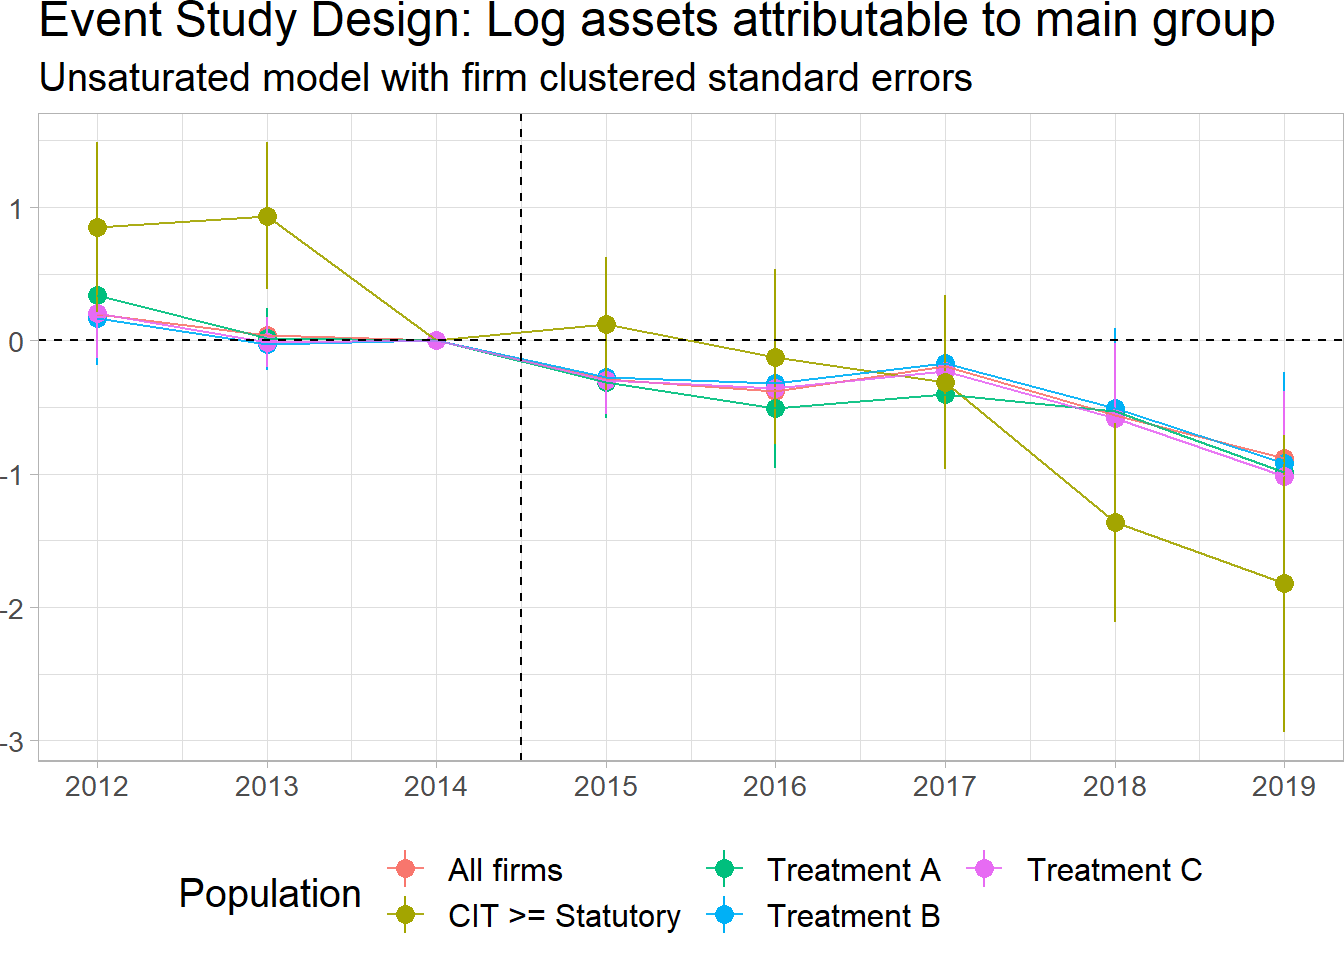 Event Study Design: Log assets attributable to main group
Unsaturated model with firm clustered standard errors
1
0
-1
-2
-3
2012 2013 2014 2015 2016 2017 2018 2019
Population
All firms Treatment A Treatment C
CIT >= Statutory Treatment B